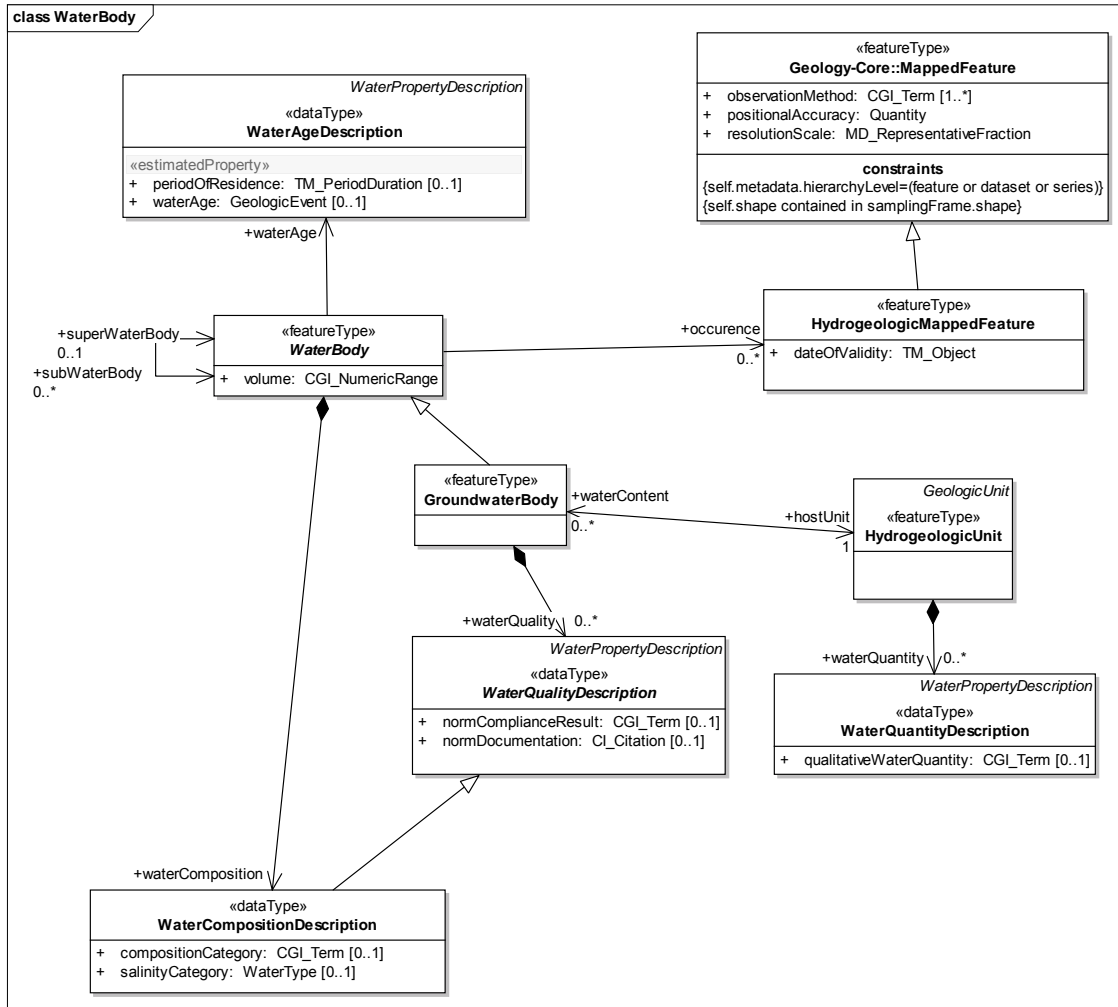 class WaterBody
WaterPropertyDescription
«dataType»
WaterAgeDescription
«estimatedProperty»
+ periodOfResidence: TM_PeriodDuration [0..1]
+ waterAge: GeologicEvent [0..1]
«featureType»
Geology-Core::MappedFeature
+ observationMethod: CGI_Term [1..*]
+ positionalAccuracy: Quantity
+ resolutionScale: MD_RepresentativeFraction
constraints
{self.metadata.hierarchyLevel=(feature or dataset or series)}
{self.shape contained in samplingFrame.shape}
+waterAge
+superWaterBody
0..1
+subWaterBody
0..*
«featureType»
WaterBody
+ volume: CGI_NumericRange
+occurence
0..*
«featureType»
HydrogeologicMappedFeature
+ dateOfValidity: TM_Object
«featureType»
GroundwaterBody
+waterContent
0..*
+hostUnit
1
GeologicUnit
«featureType»
HydrogeologicUnit
+waterQuality 0..*
WaterPropertyDescription
«dataType»
WaterQualityDescription
+ normComplianceResult: CGI_Term [0..1]
+ normDocumentation: CI_Citation [0..1]
+waterQuantity 0..*
WaterPropertyDescription
«dataType»
WaterQuantityDescription
+ qualitativeWaterQuantity: CGI_Term [0..1]
+waterComposition
«dataType»
WaterCompositionDescription
+ compositionCategory: CGI_Term [0..1]
+ salinityCategory: WaterType [0..1]